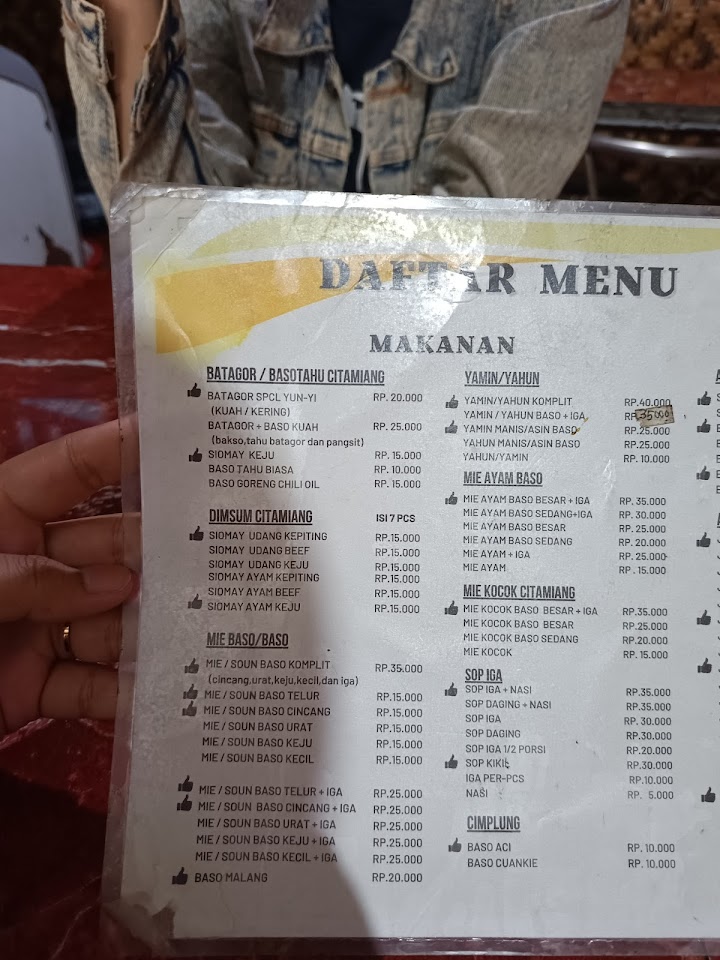 DAFTAR MENU
MAKANAN
BATAGOR / BASOTAHU CITAMIANG
BATAGOR SPCL YUN-YI RP. 20.000
(KUAH / KERING)
BATAGOR + BASO KUAH RP. 25.000
(bakso,tahu batagor dan pangsit)
SIOMAY KEJU RP. 15.000
BASO TAHU BIASA RP. 10.000
BASO GORENG CHILI OIL RP. 15.000
DIMSUM CITAMIANG ISI 7 PCS
SIOMAY UDANG KEPITING RP.15.000
SIOMAY UDANG BEEF RP.15.000
SIOMAY UDANG KEJU RP.15.000
SIOMAY AYAM KEPITING RP.15.000
SIOMAY AYAM BEEF RP.15.000
SIOMAY AYAM KEJU RP.15.000
MIE BASO/BASO
MIE / SOUN BASO KOMPLIT RP.35.000
(cincang,urat,keju,kecil,dan iga)
MIE / SOUN BASO TELUR RP.15.000
MIE / SOUN BASO CINCANG RP.15.000
MIE / SOUN BASO URAT RP.15.000
MIE / SOUN BASO KEJU RP.15.000
MIE / SOUN BASO KECIL RP.15.000
MIE / SOUN BASO TELUR + IGA RP.25.000
MIE / SOUN BASO CINCANG + IGA RP.25.000
MIE / SOUN BASO URAT + IGA RP.25.000
MIE / SOUN BASO KEJU + IGA RP.25.000
MIE / SOUN BASO KECIL + IGA RP.25.000
BASO MALANG RP.20.000
YAMIN/YAHUN
YAMIN/YAHUN KOMPLIT RP.40.000
YAMIN / YAHUN BASO + IGA RP.35000
YAMIN MANIS/ASIN BASO RP.25.000
YAHUN MANIS/ASIN BASO RP.25.000
YAHUN/YAMIN RP. 10.000
MIE AYAM BASO
MIE AYAM BASO BESAR + IGA RP. 35.000
MIE AYAM BASO SEDANG+IGA RP. 30.000
MIE AYAM BASO BESAR RP. 25.000
MIE AYAM BASO SEDANG RP. 20.000
MIE AYAM + IGA RP. 25.000
MIE AYAM RP . 15.000
MIE KOCOK CITAMIANG
MIE KOCOK BASO BESAR + IGA RP.35.000
MIE KOCOK BASO BESAR RP.25.000
MIE KOCOK BASO SEDANG RP.20.000
MIE KOCOK RP. 15.000
SOP IGA
SOP IGA + NASI RP.35.000
SOP DAGING + NASI RP.35.000
SOP IGA RP. 30.000
SOP DAGING RP.30.000
SOP IGA 1/2 PORSI RP.20.000
SOP KIKIL RP.30.000
IGA PER-PCS RP.10.000
NASI RP. 5.000
CIMPLUNG
BASO ACI RP. 10.000
BASO CUANKIE RP. 10.000